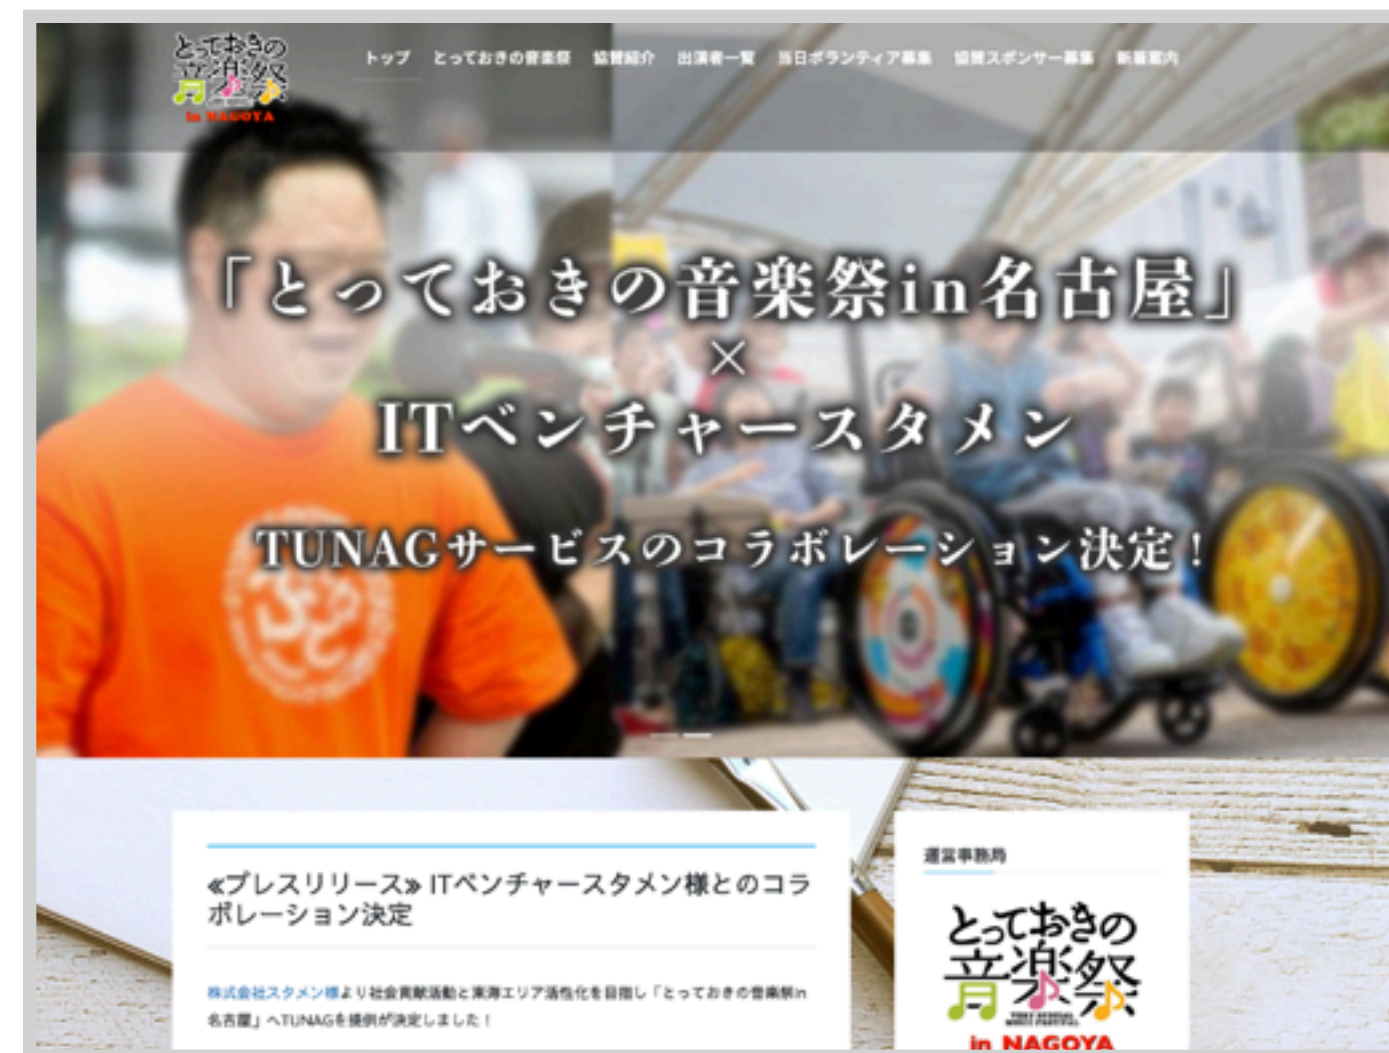 とっておきの
音楽祭
in NAGOYA
トップ とっておきの音楽祭 協賛紹介 出演者一覧 当日ボランティア募集 協賛スポンサー募集 新着案内
「とっておきの音楽祭in名古屋」
×
ITベンチャースタメン
TUNAGサービスのコラボレーション決定！
≪プレスリリース≫ ITベンチャースタメン様とのコラ
ボレーション決定
株式会社スタメン様より社会貢献活動と東海エリア活性化を目指し「とっておきの音楽祭in
名古屋」へTUNAGを提供が決定しました！
運営事務局
とっておきの
音楽祭
in NAGOYA